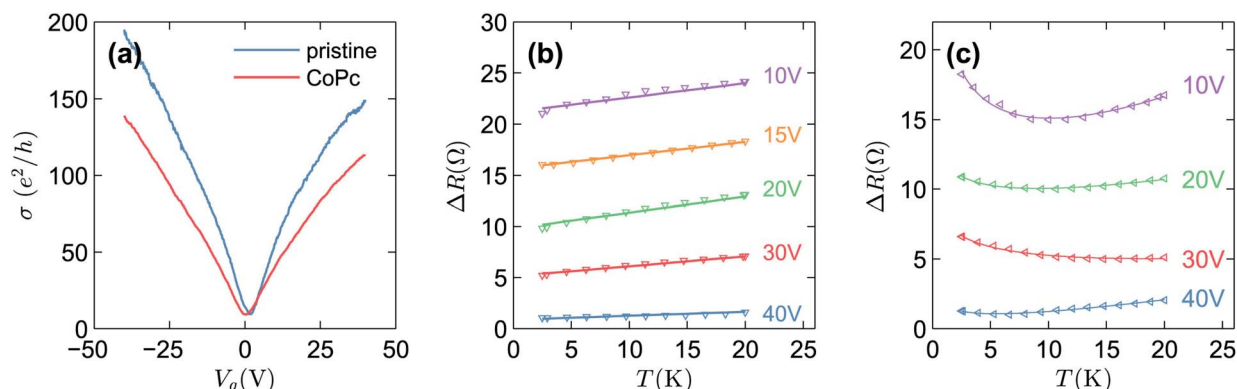 (a)
pristine
CoPc
200
150
100
50
0
−50
−25
0
25
50
σ (e²/h)
V_g(V)
(b)
30
25
20
15
10
5
0
0
5
10
15
20
25
10V
15V
20V
30V
40V
ΔR(Ω)
T(K)
(c)
20
15
10
5
0
0
5
10
15
20
25
10V
20V
30V
40V
ΔR(Ω)
T(K)